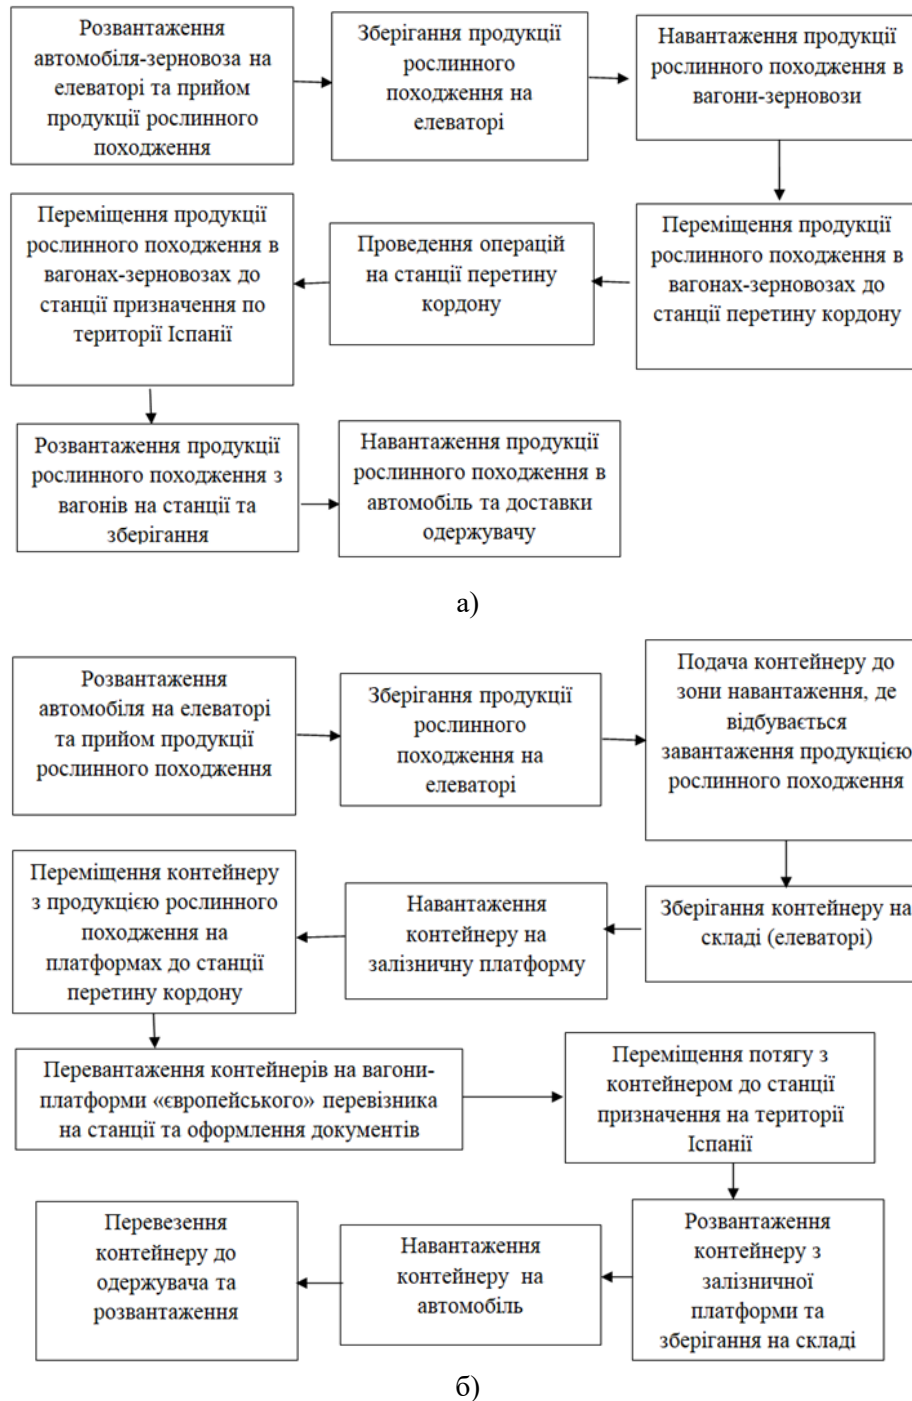 Розвантаження
автомобіля-зерновоза на
елеваторі та прийом
продукції рослинного
походження
Зберігання продукції
рослинного
походження на
елеваторі
Навантаження продукції
рослинного походження в
вагони-зерновози
Переміщення продукції
рослинного походження в
вагонах-зерновозах до
станції перетину кордону
Проведення операцій
на станції перетину
кордону
Переміщення продукції
рослинного походження в
вагонах-зерновозах до
станції призначення по
території Іспанії
Розвантаження продукції
рослинного походження з
вагонів на станції та
зберігання
Навантаження продукції
рослинного походження в
автомобіль та доставки
одержувачу
а)
Розвантаження
автомобіля на елеваторі
та прийом продукції
рослинного походження
Зберігання продукції
рослинного
походження на
елеваторі
Подача контейнеру до
зони навантаження, де
відбувається
завантаження продукцією
рослинного походження
Зберігання контейнеру на
складі (елеваторі)
Навантаження
контейнеру на
залізничну платформу
Переміщення контейнеру
з продукцією рослинного
походження на
платформах до станції
перетину кордону
Перевантаження контейнерів на вагони-
платформи «європейського» перевізника
на станції та оформлення документів
Переміщення потягу з
контейнером до станції
призначення на території
Іспанії
Розвантаження
контейнеру з
залізничної
платформи та
зберігання на складі
Навантаження
контейнеру на
автомобіль
Перевезення
контейнеру до
одержувача та
розвантаження
б)